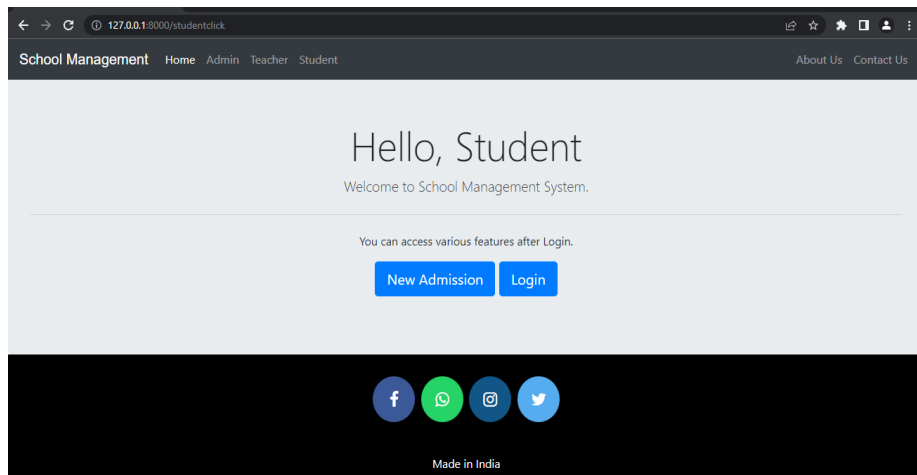 127.0.0.1:8000/studentclick
School Management Home Admin Teacher Student About Us Contact Us
Hello, Student
Welcome to School Management System.
You can access various features after Login.
New Admission Login
Made in India